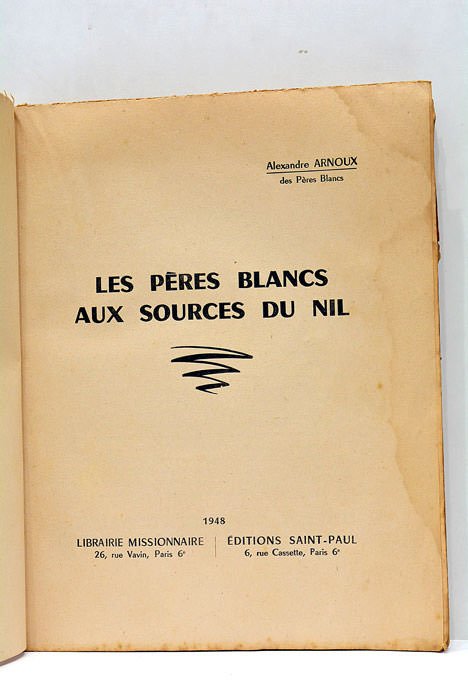 Alexandre ARNOUX
des Pères Blancs
LES PÈRES BLANCS
AUX SOURCES DU NIL
1948
LIBRAIRIE MISSIONNAIRE
26, rue Vavin, Paris 6e
ÉDITIONS SAINT-PAUL
6, rue Cassette, Paris 6e